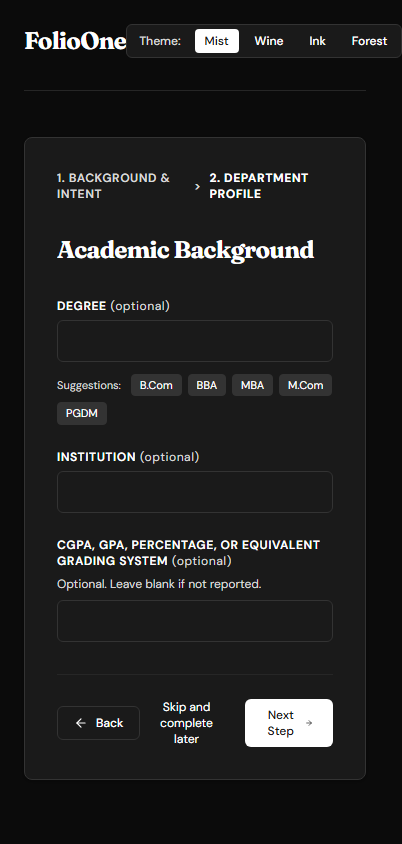 FolioOne
Theme: Mist Wine Ink Forest
1. BACKGROUND & INTENT > 2. DEPARTMENT PROFILE
Academic Background
DEGREE (optional)
Suggestions: B.Com BBA MBA M.Com
PGDM
INSTITUTION (optional)
CGPA, GPA, PERCENTAGE, OR EQUIVALENT
GRADING SYSTEM (optional)
Optional. Leave blank if not reported.
← Back
Skip and
complete
later
Next
Step →